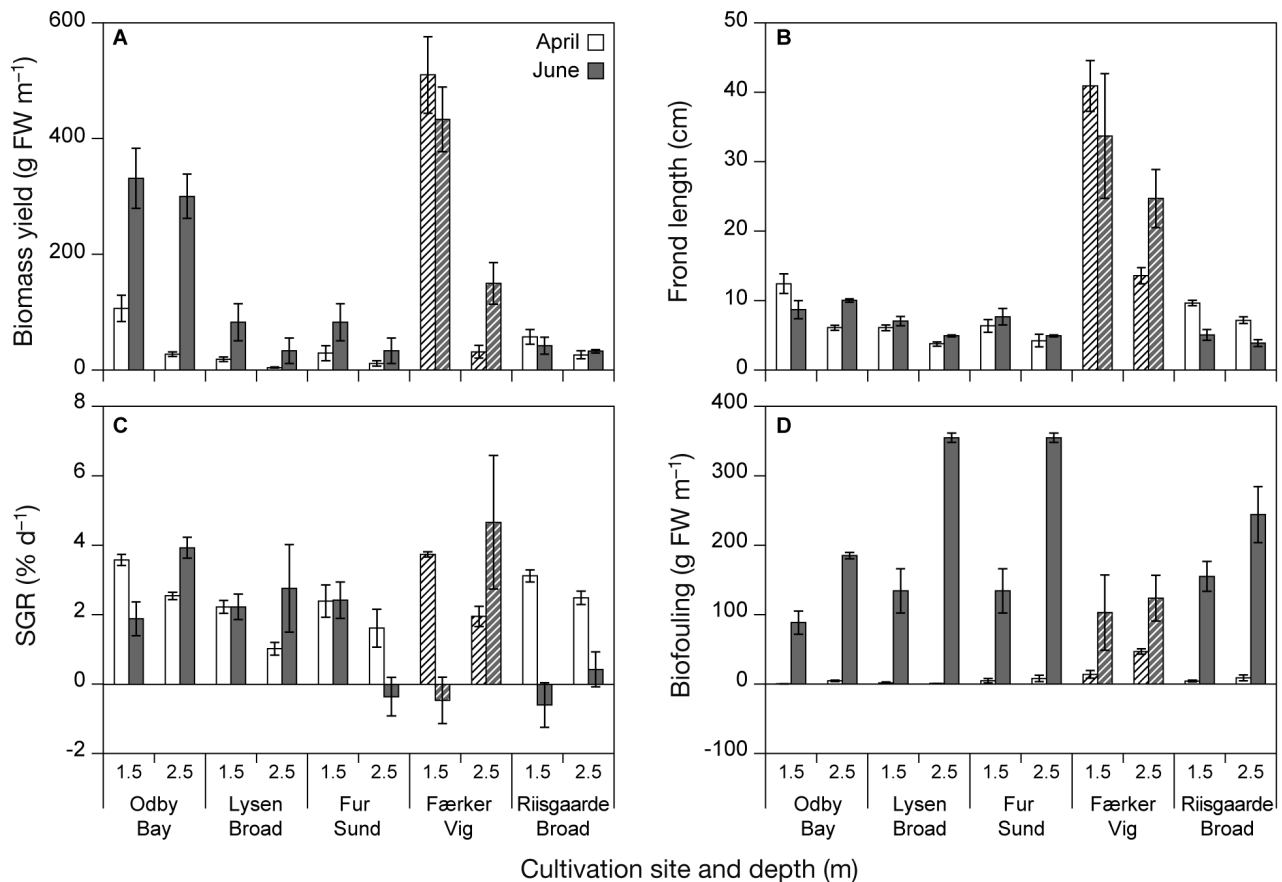 A
April
June
Biomass yield (g FW m⁻¹)
600
400
200
0
B
Frond length (cm)
50
40
30
20
10
0
C
SGR (% d⁻¹)
8
6
4
2
0
-2
D
Biofouling (g FW m⁻¹)
400
300
200
100
0
-100
1.5 2.5 1.5 2.5 1.5 2.5 1.5 2.5 1.5 2.5
Odby Lysen Fur Færker Riisgaarde
Bay Broad Sund Vig Broad
1.5 2.5 1.5 2.5 1.5 2.5 1.5 2.5 1.5 2.5
Odby Lysen Fur Færker Riisgaarde
Bay Broad Sund Vig Broad
Cultivation site and depth (m)